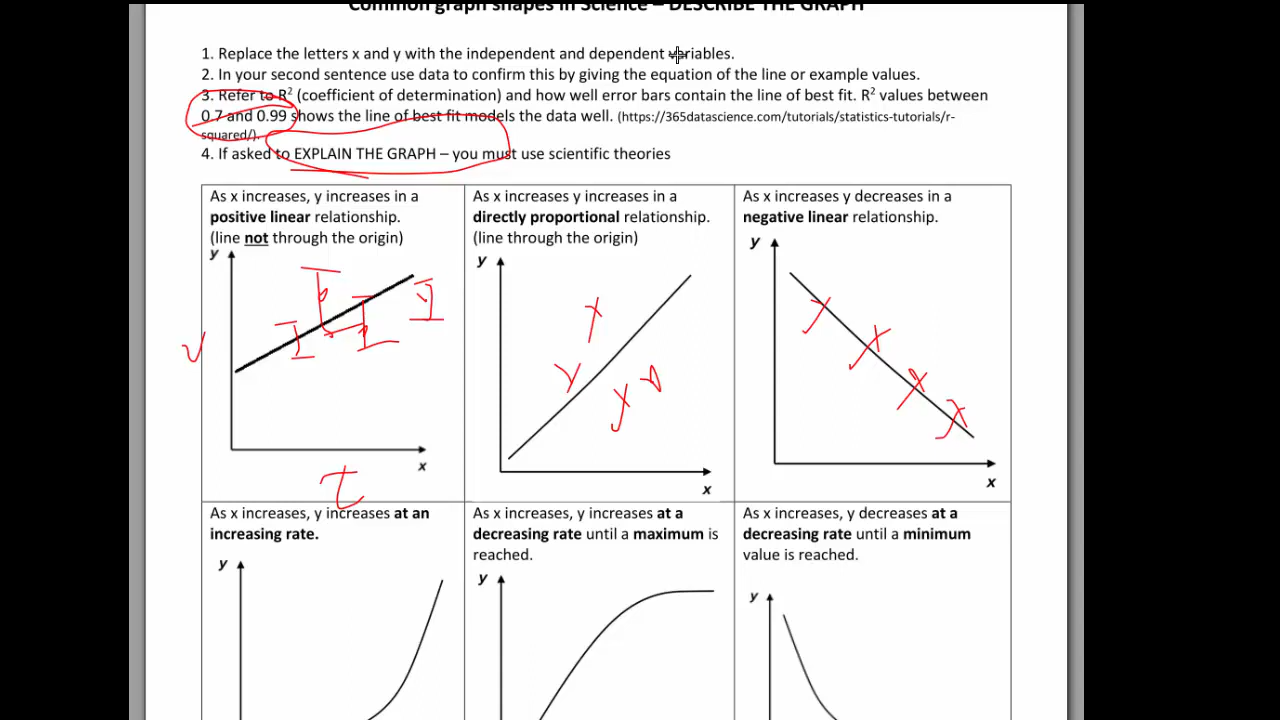 Common graph shapes in Science – DESCRIBE THE GRAPH
1. Replace the letters x and y with the independent and dependent variables.
2. In your second sentence use data to confirm this by giving the equation of the line or example values.
3. Refer to R² (coefficient of determination) and how well error bars contain the line of best fit. R² values between
0.7 and 0.99 shows the line of best fit models the data well. (https://365datascience.com/tutorials/statistics-tutorials/r-
squared/).
4. If asked to EXPLAIN THE GRAPH – you must use scientific theories
As x increases, y increases in a
positive linear relationship.
(line not through the origin)
y
x
As x increases y increases in a
directly proportional relationship.
(line through the origin)
y
x
As x increases y decreases in a
negative linear relationship.
y
x
As x increases, y increases at an
increasing rate.
y
As x increases, y increases at a
decreasing rate until a maximum is
reached.
y
As x increases, y decreases at a
decreasing rate until a minimum
value is reached.
y